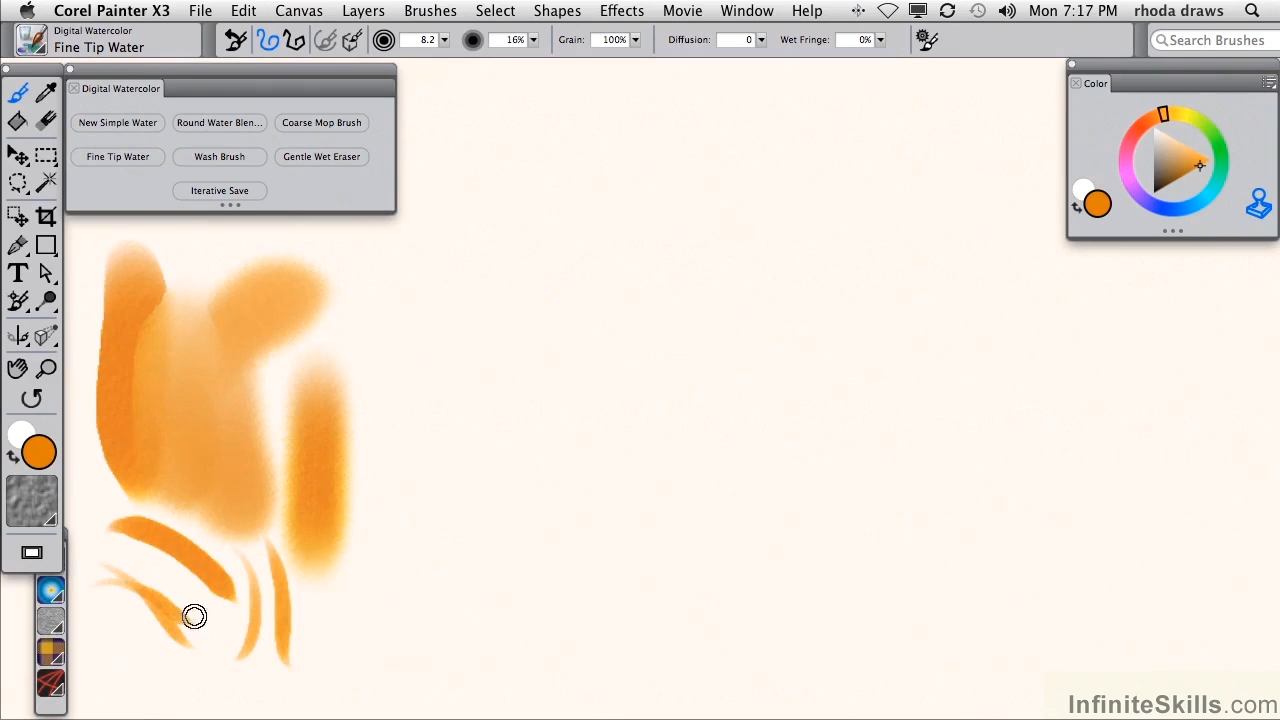 Corel Painter X3 File Edit Canvas Layers Brushes Select Shapes Effects Movie Window Help Mon 7:17 PM rhoda draws
Digital Watercolor
Fine Tip Water
8.2 16% Grain: 100% Diffusion: 0 Wet Fringe: 0% Search Brushes
Digital Watercolor
New Simple Water Round Water Blen... Coarse Mop Brush
Fine Tip Water Wash Brush Gentle Wet Eraser
Iterative Save
Color
T
InfiniteSkills.com